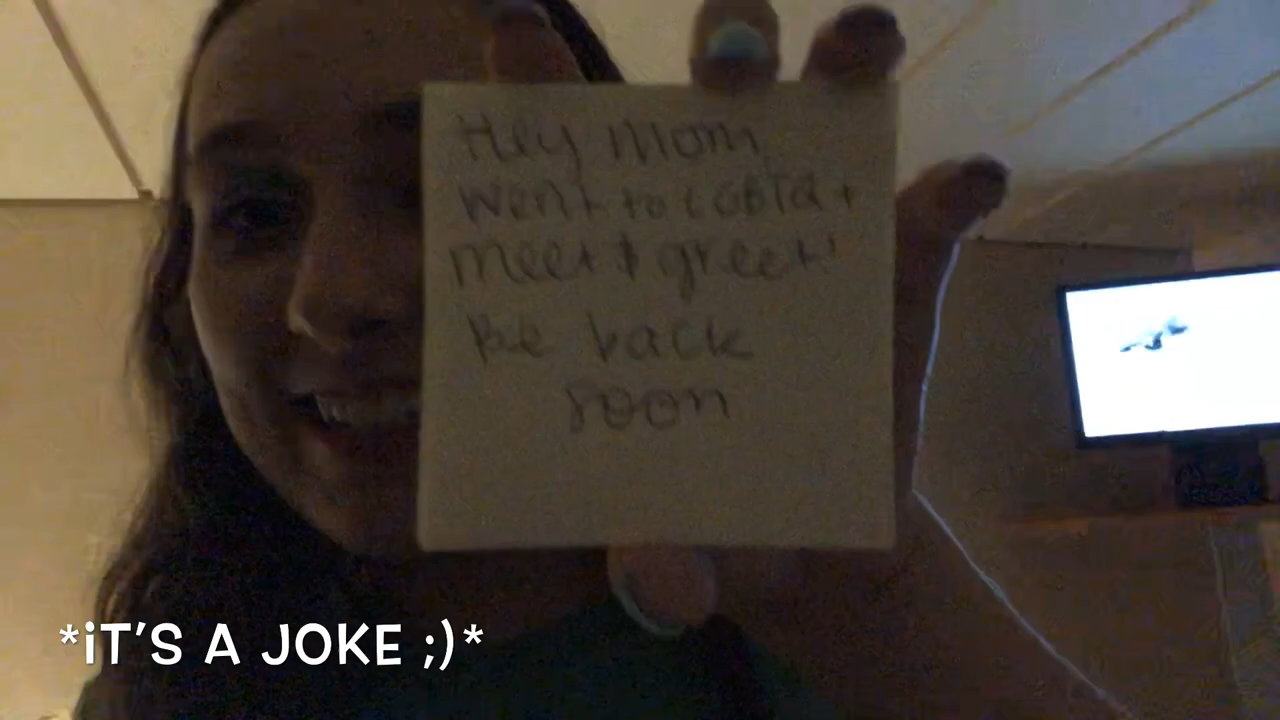 Hey Mom,
Went to
meet & greet!
Be back
soon
*iT'S A JOKE ;)*